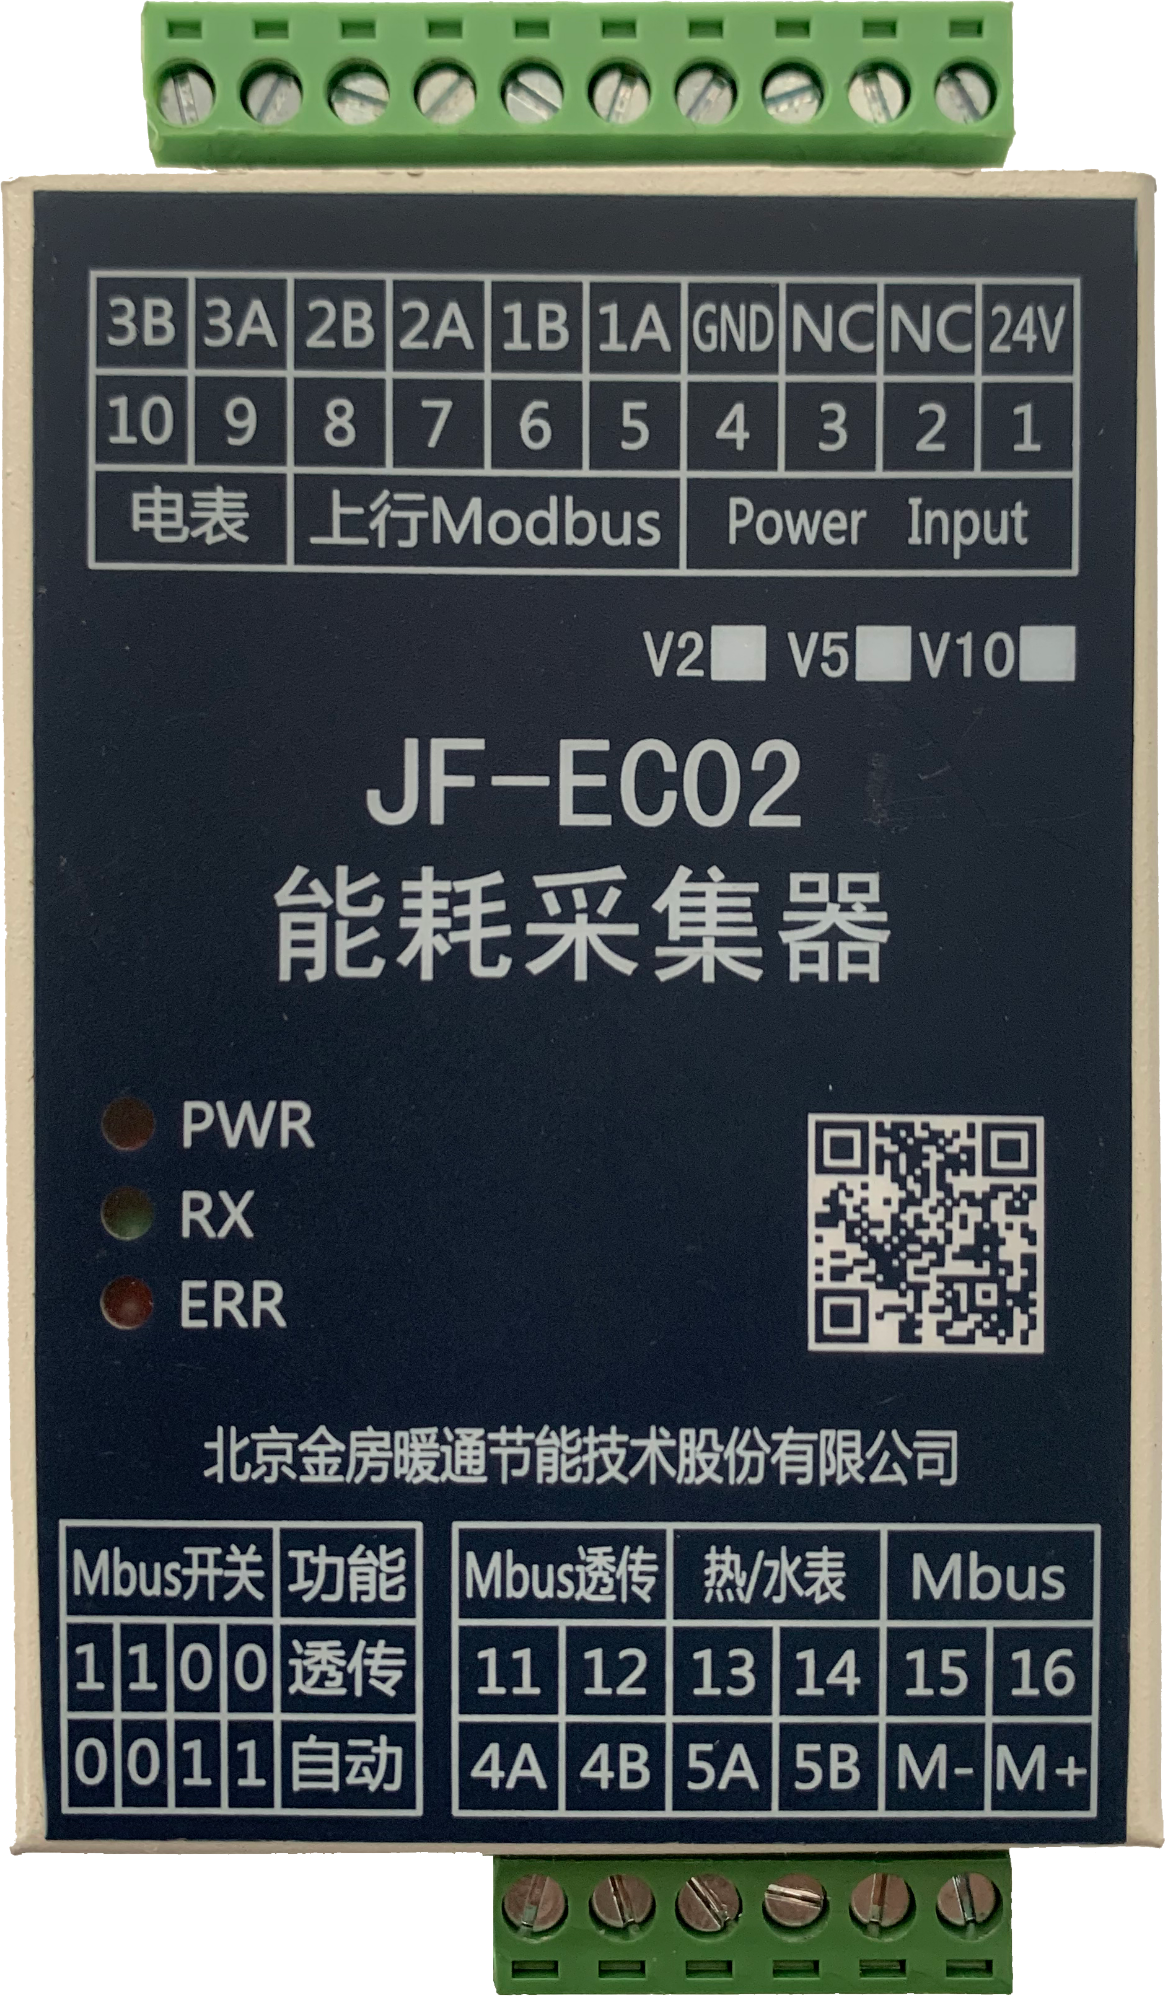 3B 3A 2B 2A 1B 1A GND NC NC 24V
10 9 8 7 6 5 4 3 2 1
电表 上行Modbus Power Input
V2 V5 V10
JF-EC02
能耗采集器
PWR
RX
ERR
北京金房暖通节能技术股份有限公司
Mbus开关 功能
1 1 0 0 透传
0 0 1 1 自动
Mbus透传 热/水表 Mbus
11 12 13 14 15 16
4A 4B 5A 5B M- M+